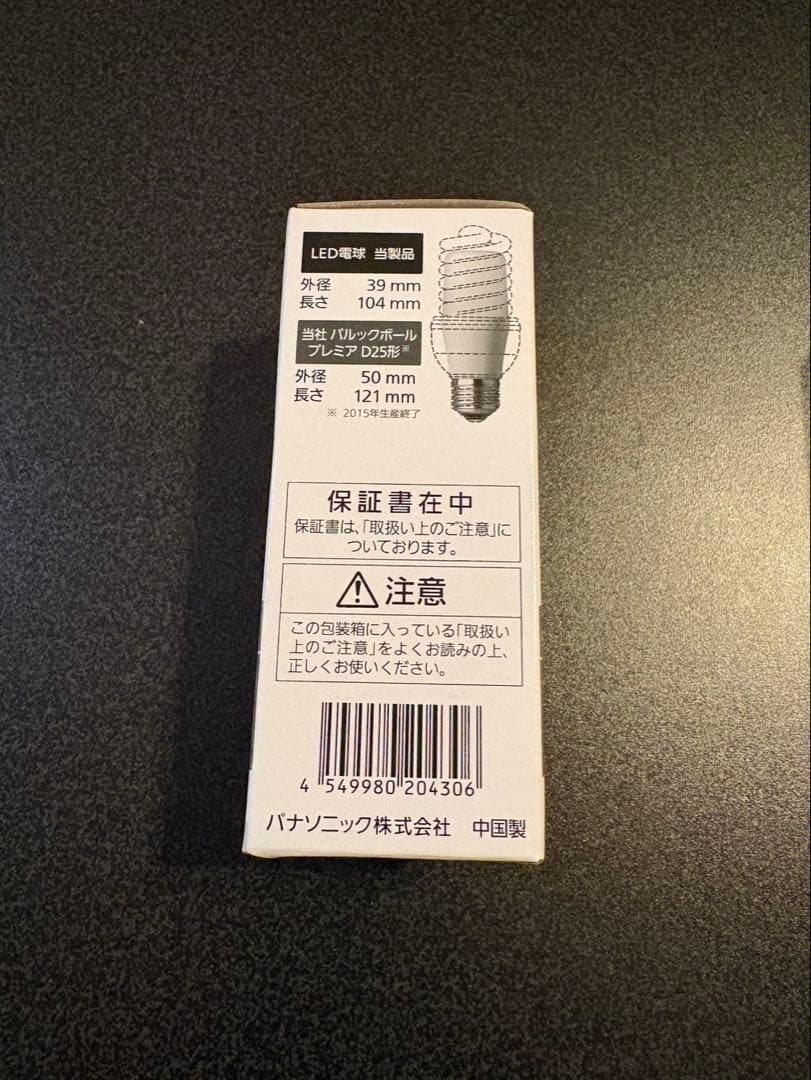 LED電球 当製品
外径 39 mm
長さ 104 mm
当社 パルックボール
プレミア D25形※
外径 50 mm
長さ 121 mm
※ 2015年生産終了
保証書在中
保証書は、「取扱い上のご注意」に
ついております。
注意
この包装箱に入っている「取扱い
上のご注意」をよくお読みの上、
正しくお使いください。
4 549980 204306
パナソニック株式会社 中国製